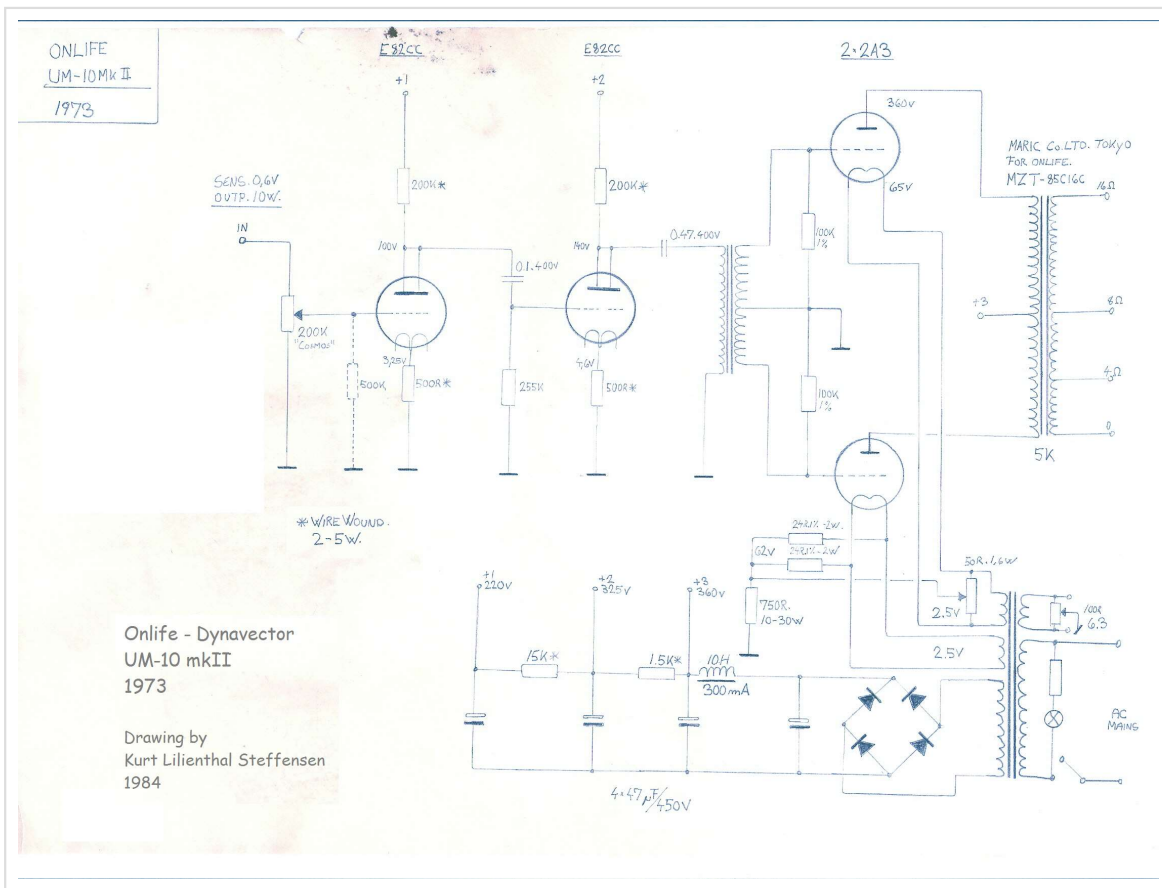 ONLIFE
UM-10MK II
1973
E82CC
E82CC
2×2A3
+1
+2
360V
MARIC Co. LTD. TOKYO
FOR ONLIFE.
MZT-85C16C
16Ω
SENS. 0,6V
OUTP. 10W.
IN
200K*
200K*
65V
100V
140V
0.47.400V
100K
1%
0.1.400V
+3
8Ω
200K
"COSMOS"
3,25V
4,6V
500K
500R*
255K
500R*
100K
1%
4Ω
0
5K
* WIRE WOUND.
2-5W.
62V
50R.1,6W
+1
220V
+2
325V
+3
360V
750R.
10-30W
2.5V
100R
6.3
2.5V
15K*
1.5K*
10H
300mA
AC
MAINS
4×47µF/450V
Onlife - Dynavector
UM-10 mkII
1973
Drawing by
Kurt Lilienthal Steffensen
1984